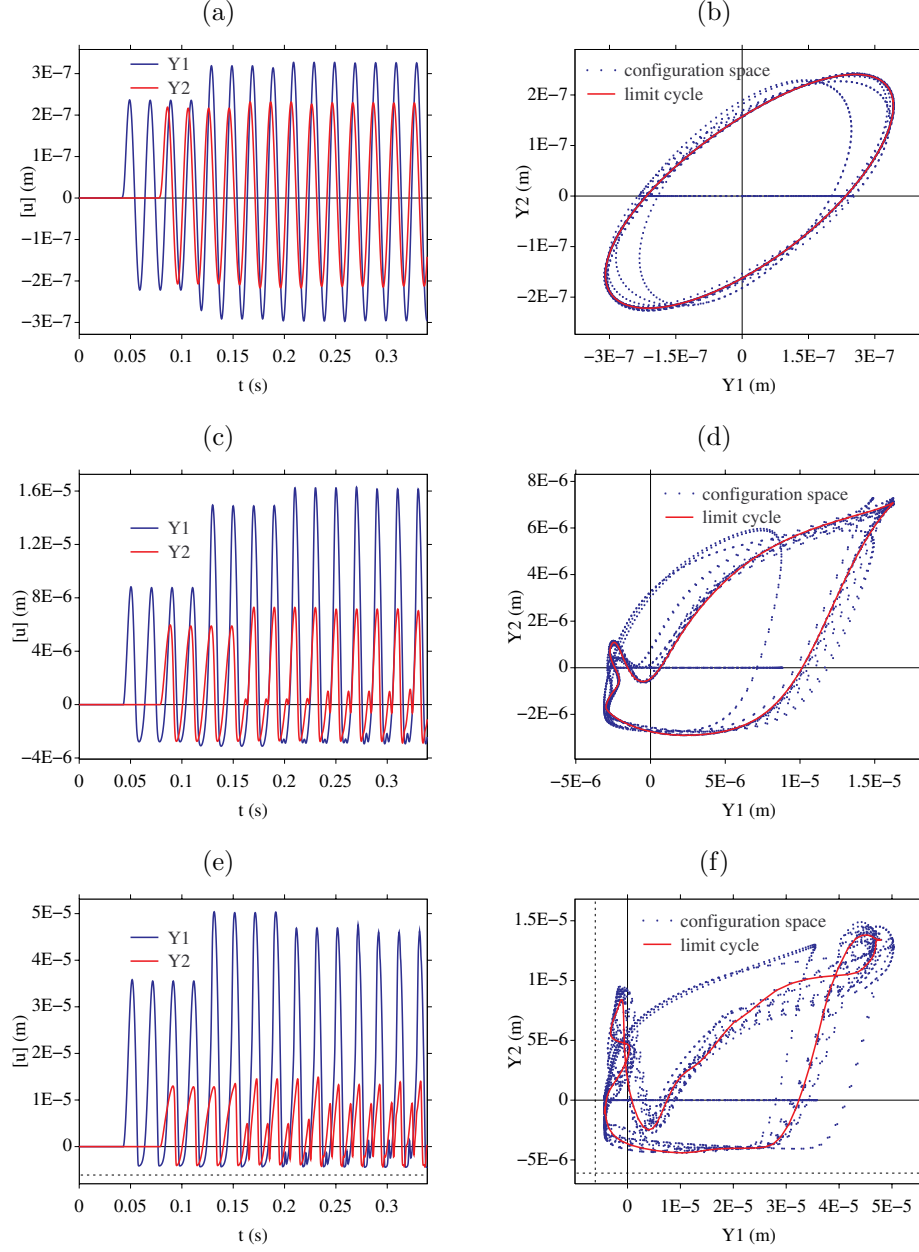 (a)
[u] (m)
3E−7
2E−7
1E−7
0
−1E−7
−2E−7
−3E−7
Y1
Y2
0 0.05 0.1 0.15 0.2 0.25 0.3
t (s)
(b)
Y2 (m)
2E−7
1E−7
0
−1E−7
−2E−7
configuration space
limit cycle
−3E−7 −1.5E−7 0 1.5E−7 3E−7
Y1 (m)
(c)
[u] (m)
1.6E−5
1.2E−5
8E−6
4E−6
0
−4E−6
Y1
Y2
0 0.05 0.1 0.15 0.2 0.25 0.3
t (s)
(d)
Y2 (m)
8E−6
6E−6
4E−6
2E−6
0
−2E−6
configuration space
limit cycle
−5E−6 0 5E−6 1E−5 1.5E−5
Y1 (m)
(e)
[u] (m)
5E−5
4E−5
3E−5
2E−5
1E−5
0
Y1
Y2
0 0.05 0.1 0.15 0.2 0.25 0.3
t (s)
(f)
Y2 (m)
1.5E−5
1E−5
5E−6
0
−5E−6
configuration space
limit cycle
0 1E−5 2E−5 3E−5 4E−5 5E−5
Y1 (m)